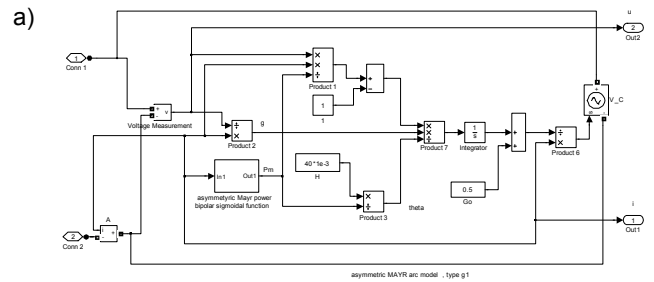 a)
u
2
Out2
1
Conn 1
+
-
v
Voltage Measurement
×
×
÷
Product 1
1
1
+
−
÷
×
Product 2
g
×
×
÷
Product 7
1
s
Integrator
+
+
÷
×
Product 6
+
-
V_C
In1
Out1
Pm
asymetyric Mayr power
bipolar sigmoidal function
40*1e-3
H
×
÷
Product 3
theta
0.5
Go
i
1
Out1
A
i
+
-
2
Conn 2
asymmetric MAYR arc model , type g1